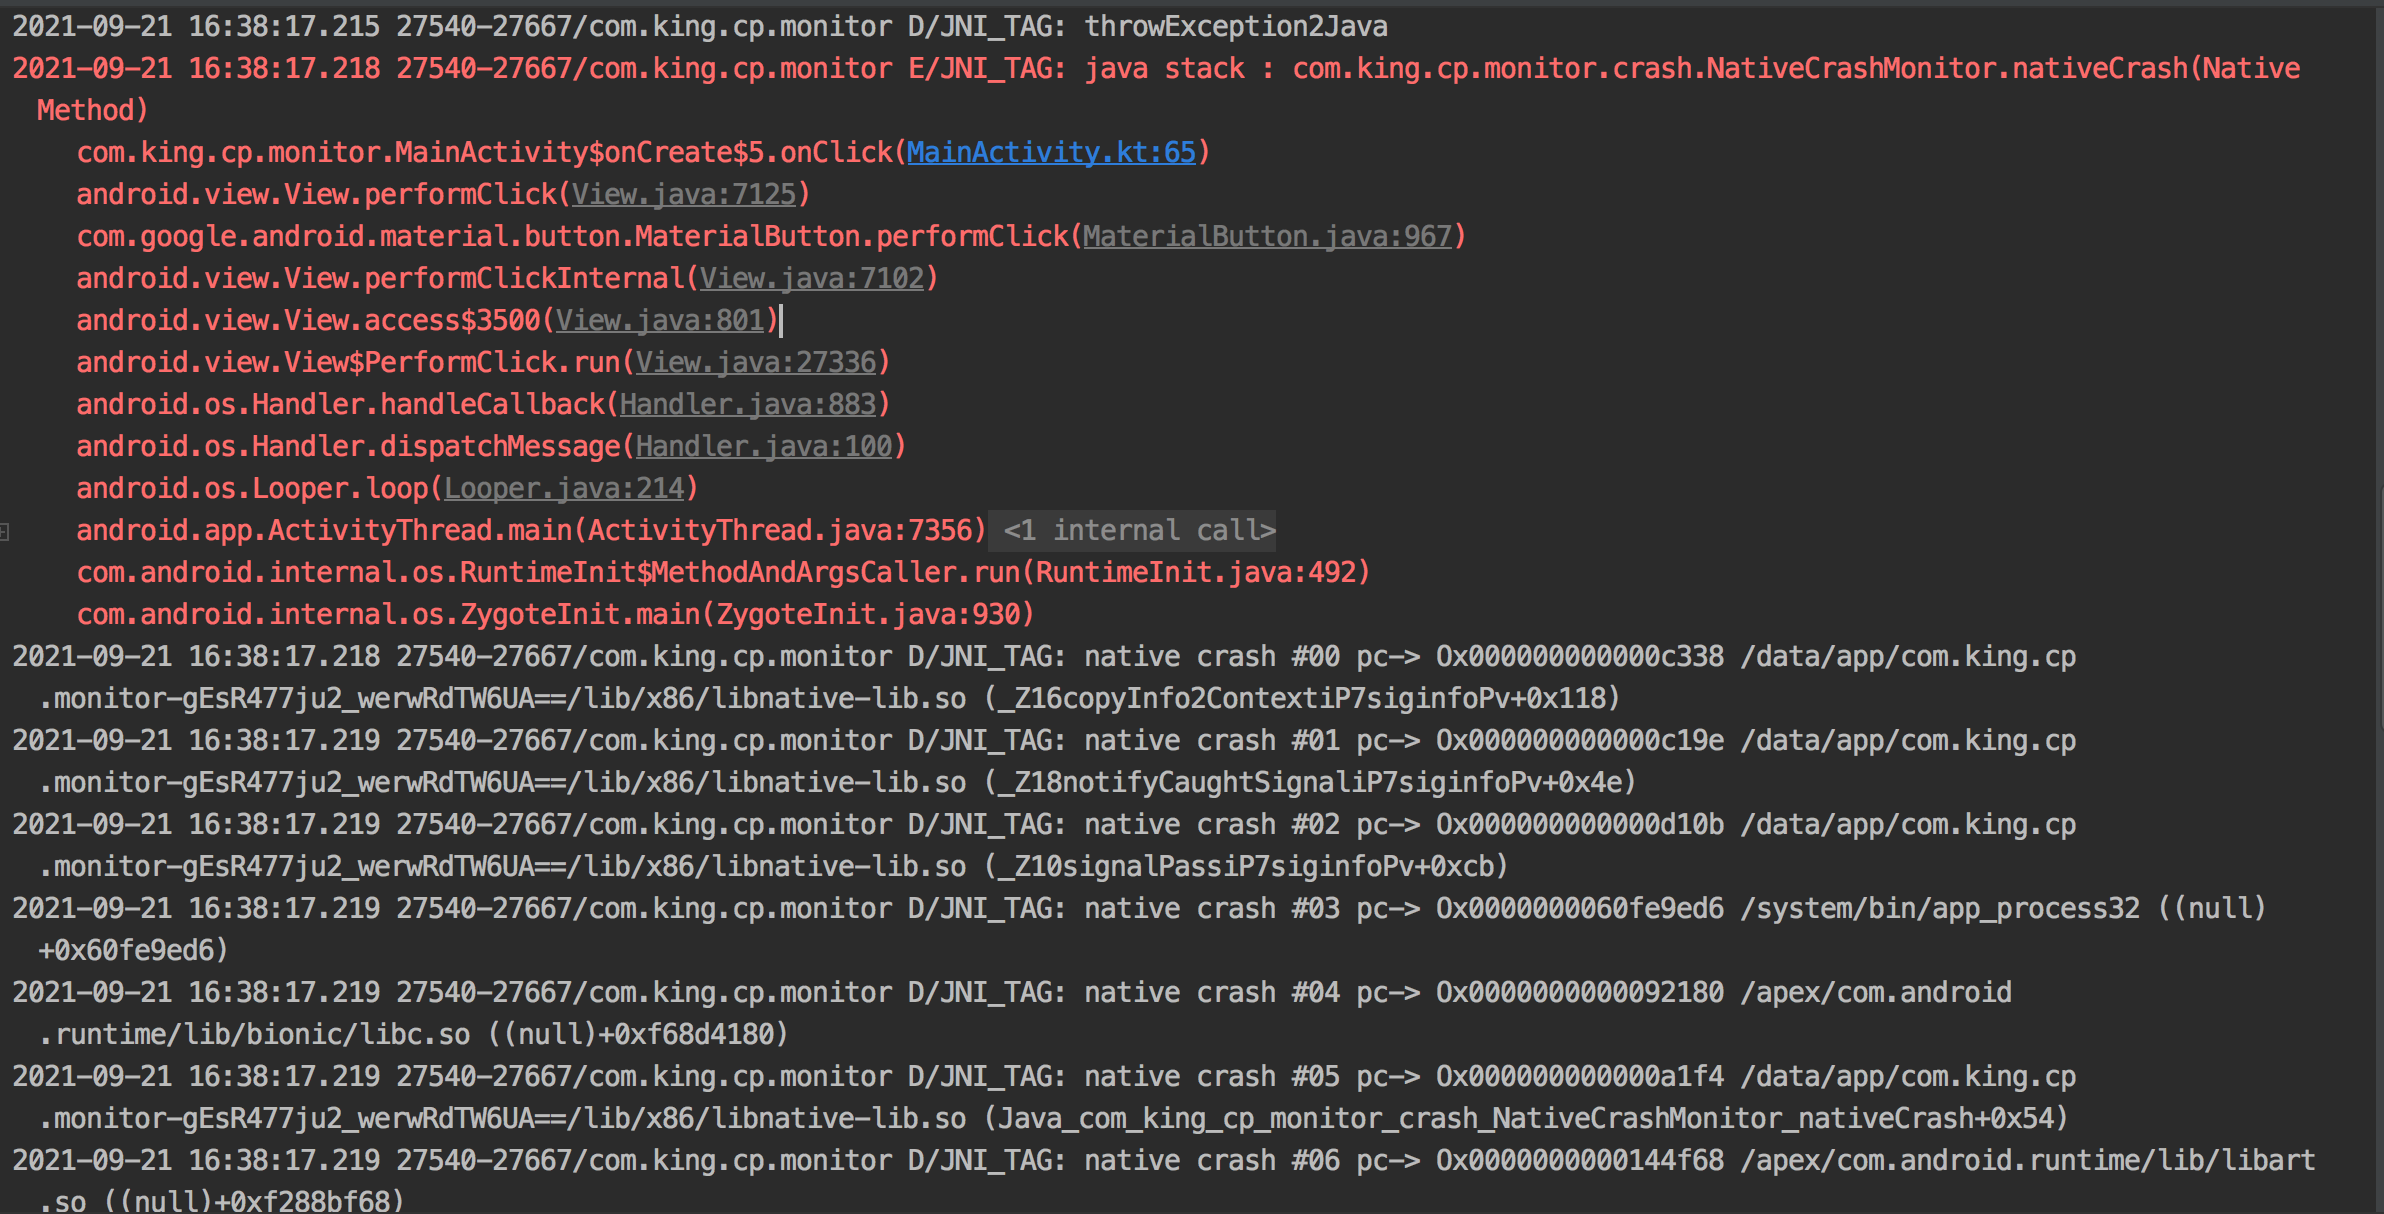 2021-09-21 16:38:17.215 27540-27667/com.king.cp.monitor D/JNI_TAG: throwException2Java
2021-09-21 16:38:17.218 27540-27667/com.king.cp.monitor E/JNI_TAG: java stack : com.king.cp.monitor.crash.NativeCrashMonitor.nativeCrash(Native
Method)
com.king.cp.monitor.MainActivity$onCreate$5.onClick(MainActivity.kt:65)
android.view.View.performClick(View.java:7125)
com.google.android.material.button.MaterialButton.performClick(MaterialButton.java:967)
android.view.View.performClickInternal(View.java:7102)
android.view.View.access$3500(View.java:801)
android.view.View$PerformClick.run(View.java:27336)
android.os.Handler.handleCallback(Handler.java:883)
android.os.Handler.dispatchMessage(Handler.java:100)
android.os.Looper.loop(Looper.java:214)
android.app.ActivityThread.main(ActivityThread.java:7356) <1 internal call>
com.android.internal.os.RuntimeInit$MethodAndArgsCaller.run(RuntimeInit.java:492)
com.android.internal.os.ZygoteInit.main(ZygoteInit.java:930)
2021-09-21 16:38:17.218 27540-27667/com.king.cp.monitor D/JNI_TAG: native crash #00 pc-> 0x000000000000c338 /data/app/com.king.cp
.monitor-gEsR477ju2_werwRdTW6UA==/lib/x86/libnative-lib.so (_Z16copyInfo2ContextiP7siginfoPv+0x118)
2021-09-21 16:38:17.219 27540-27667/com.king.cp.monitor D/JNI_TAG: native crash #01 pc-> 0x000000000000c19e /data/app/com.king.cp
.monitor-gEsR477ju2_werwRdTW6UA==/lib/x86/libnative-lib.so (_Z18notifyCaughtSignaliP7siginfoPv+0x4e)
2021-09-21 16:38:17.219 27540-27667/com.king.cp.monitor D/JNI_TAG: native crash #02 pc-> 0x000000000000d10b /data/app/com.king.cp
.monitor-gEsR477ju2_werwRdTW6UA==/lib/x86/libnative-lib.so (_Z10signalPassiP7siginfoPv+0xcb)
2021-09-21 16:38:17.219 27540-27667/com.king.cp.monitor D/JNI_TAG: native crash #03 pc-> 0x0000000060fe9ed6 /system/bin/app_process32 ((null)
+0x60fe9ed6)
2021-09-21 16:38:17.219 27540-27667/com.king.cp.monitor D/JNI_TAG: native crash #04 pc-> 0x0000000000092180 /apex/com.android
.runtime/lib/bionic/libc.so ((null)+0xf68d4180)
2021-09-21 16:38:17.219 27540-27667/com.king.cp.monitor D/JNI_TAG: native crash #05 pc-> 0x000000000000a1f4 /data/app/com.king.cp
.monitor-gEsR477ju2_werwRdTW6UA==/lib/x86/libnative-lib.so (Java_com_king_cp_monitor_crash_NativeCrashMonitor_nativeCrash+0x54)
2021-09-21 16:38:17.219 27540-27667/com.king.cp.monitor D/JNI_TAG: native crash #06 pc-> 0x0000000000144f68 /apex/com.android.runtime/lib/libart
.so ((null)+0xf288bf68)